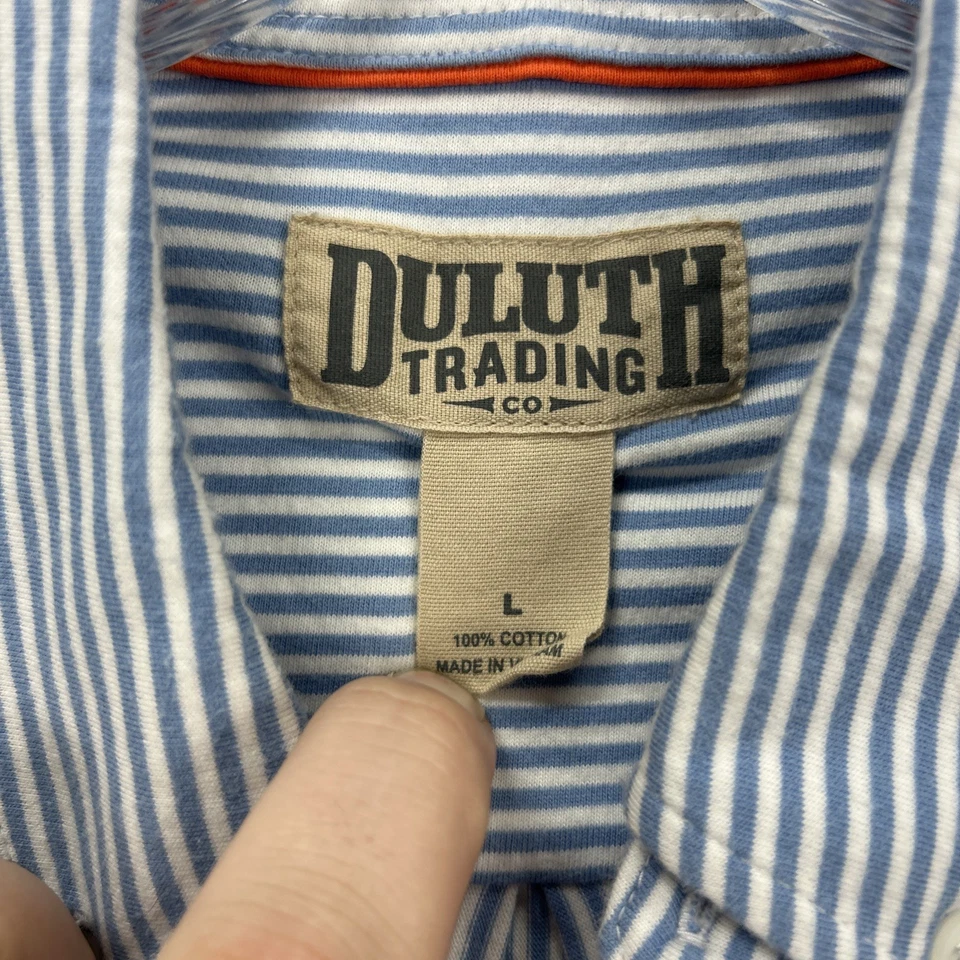 DULUTH
TRADING
CO
L
100% COTTON
MADE IN